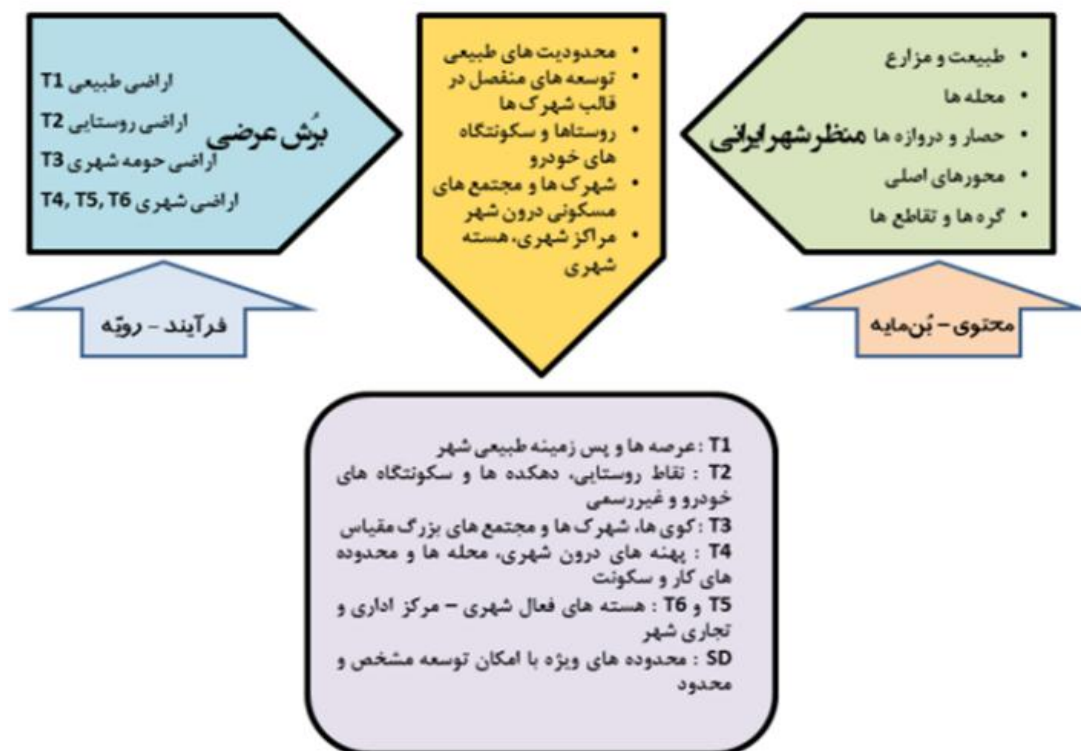 طبیعت و مزارع
محله ها
حصار و دروازه ها
محورهای اصلی
گره ها و تقاطع ها
منظر شهر ایرانی
محتوی – بُن‌مایه
محدودیت های طبیعی
توسعه های منفصل در
قالب شهرک ها
روستاها و سکونتگاه
های خودرو
شهرک ها و مجتمع های
مسکونی درون شهر
مراکز شهری، هسته
شهری
اراضی طبیعی T1
اراضی روستایی T2
اراضی حومه شهری T3
اراضی شهری T4, T5, T6
بُرش عرضی
فرآیند – رویّه
T1 : عرصه ها و پس زمینه طبیعی شهر
T2 : نقاط روستایی، دهکده ها و سکونتگاه های
خودرو و غیررسمی
T3 : کوی ها، شهرک ها و مجتمع های بزرگ مقیاس
T4 : پهنه های درون شهری، محله ها و محدوده
های کار و سکونت
T5 و T6 : هسته های فعال شهری – مرکز اداری و
تجاری شهر
SD : محدوده های ویژه با امکان توسعه مشخص و
محدود